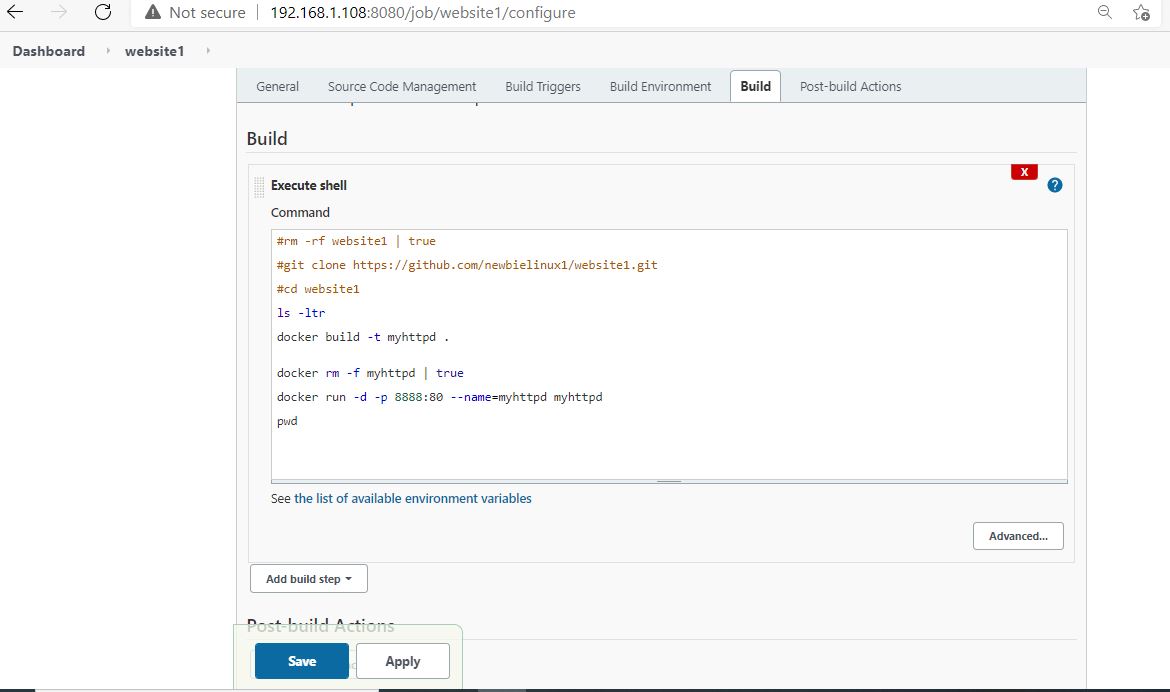 Not secure | 192.168.1.108:8080/job/website1/configure
Dashboard website1
General Source Code Management Build Triggers Build Environment Build Post-build Actions
Build
X
Execute shell
?
Command
#rm -rf website1 | true
#git clone https://github.com/newbielinux1/website1.git
#cd website1
ls -ltr
docker build -t myhttpd .
docker rm -f myhttpd | true
docker run -d -p 8888:80 --name=myhttpd myhttpd
pwd
See the list of available environment variables
Advanced...
Add build step
Post-build Actions
Save Apply